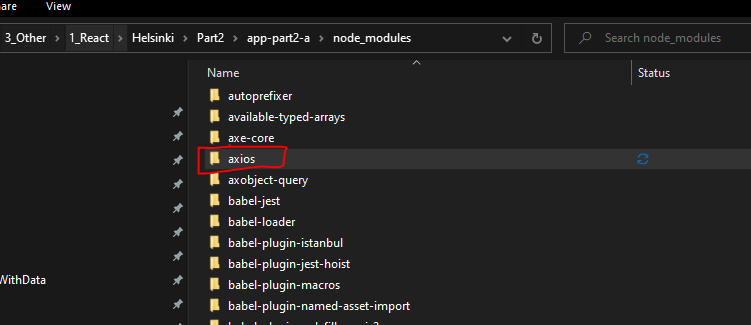 Share View
3_Other > 1_React > Helsinki > Part2 > app-part2-a > node_modules
Search node_modules
Name Status
autoprefixer
available-typed-arrays
axe-core
axios
axobject-query
babel-jest
babel-loader
babel-plugin-istanbul
babel-plugin-jest-hoist
WithData
babel-plugin-macros
babel-plugin-named-asset-import